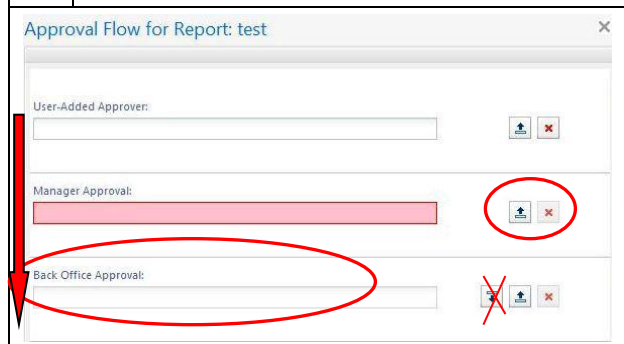 Approval Flow for Report: test
User-Added Approver:
Manager Approval:
Back Office Approval: